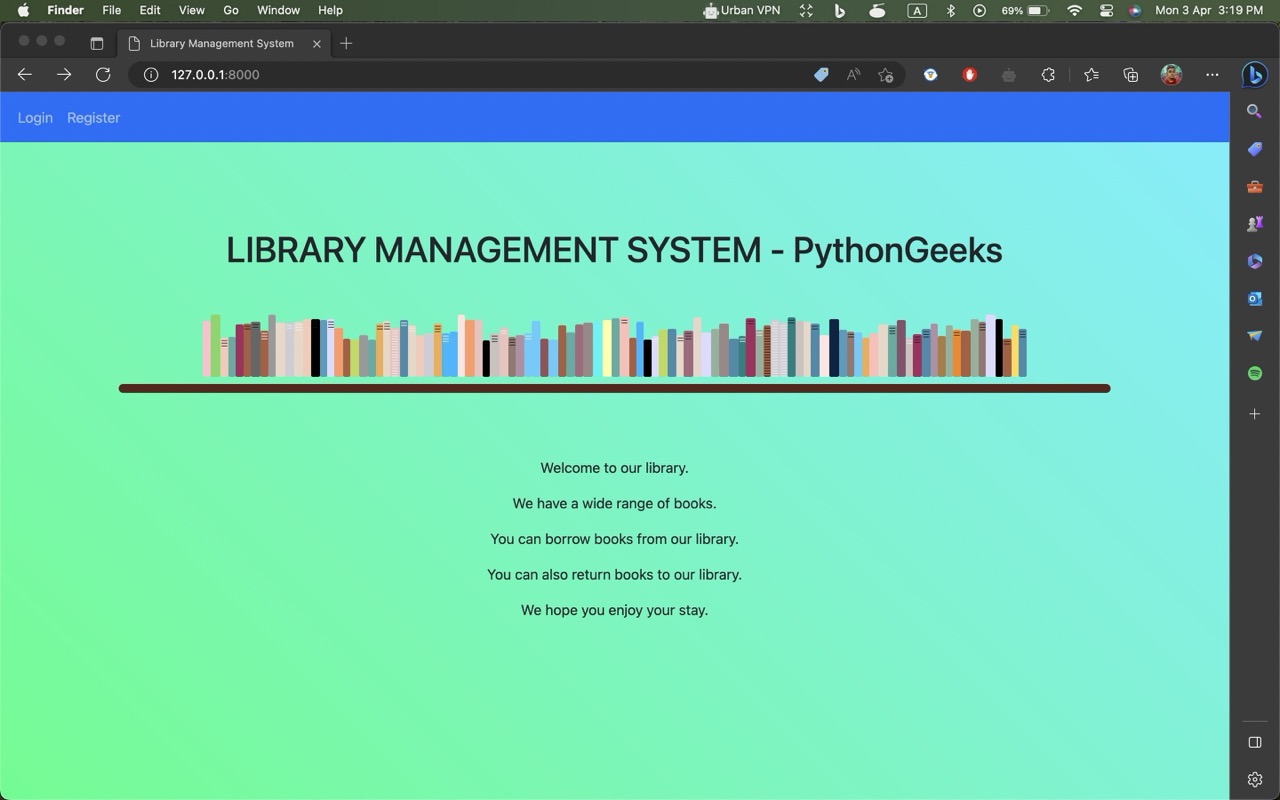 Finder File Edit View Go Window Help Urban VPN A 69% Mon 3 Apr 3:19 PM
Library Management System
127.0.0.1:8000
Login Register
LIBRARY MANAGEMENT SYSTEM - PythonGeeks
Welcome to our library.
We have a wide range of books.
You can borrow books from our library.
You can also return books to our library.
We hope you enjoy your stay.